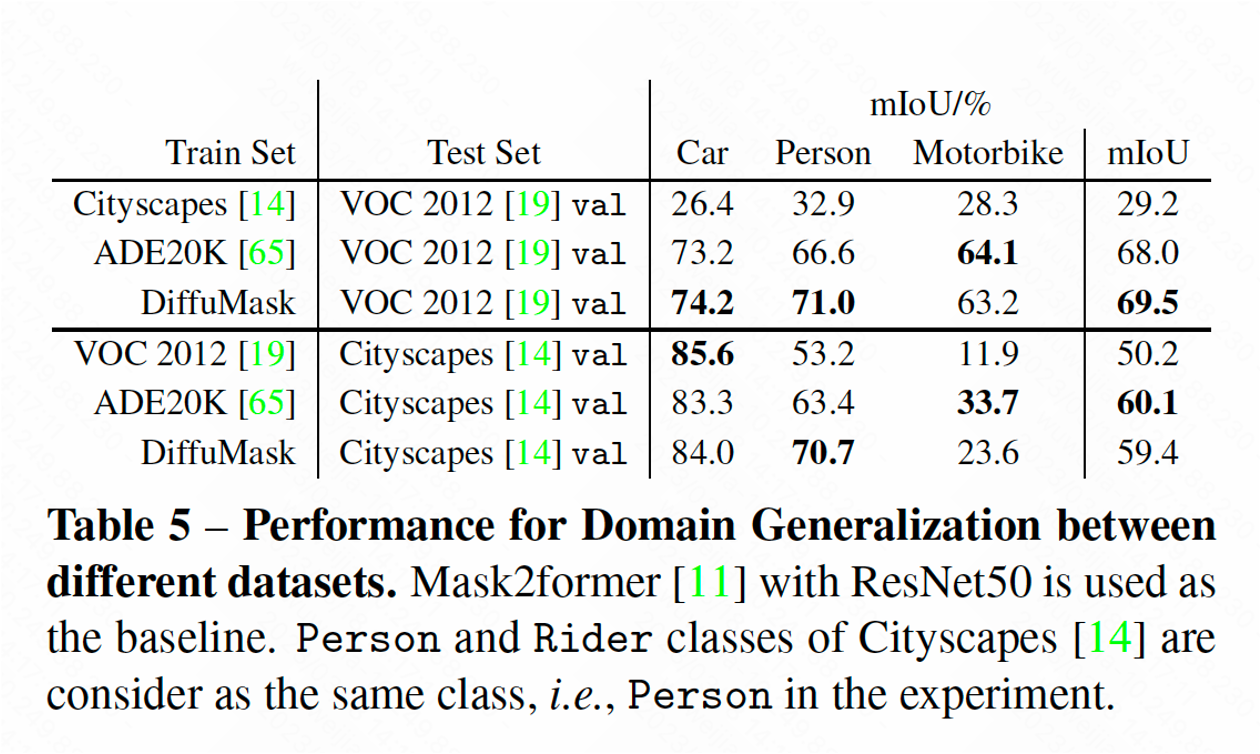 mIoU/%
Train Set Test Set Car Person Motorbike mIoU
Cityscapes [14] VOC 2012 [19] val 26.4 32.9 28.3 29.2
ADE20K [65] VOC 2012 [19] val 73.2 66.6 64.1 68.0
DiffuMask VOC 2012 [19] val 74.2 71.0 63.2 69.5
VOC 2012 [19] Cityscapes [14] val 85.6 53.2 11.9 50.2
ADE20K [65] Cityscapes [14] val 83.3 63.4 33.7 60.1
DiffuMask Cityscapes [14] val 84.0 70.7 23.6 59.4
Table 5 – Performance for Domain Generalization between
different datasets. Mask2former [11] with ResNet50 is used as
the baseline. Person and Rider classes of Cityscapes [14] are
consider as the same class, i.e., Person in the experiment.